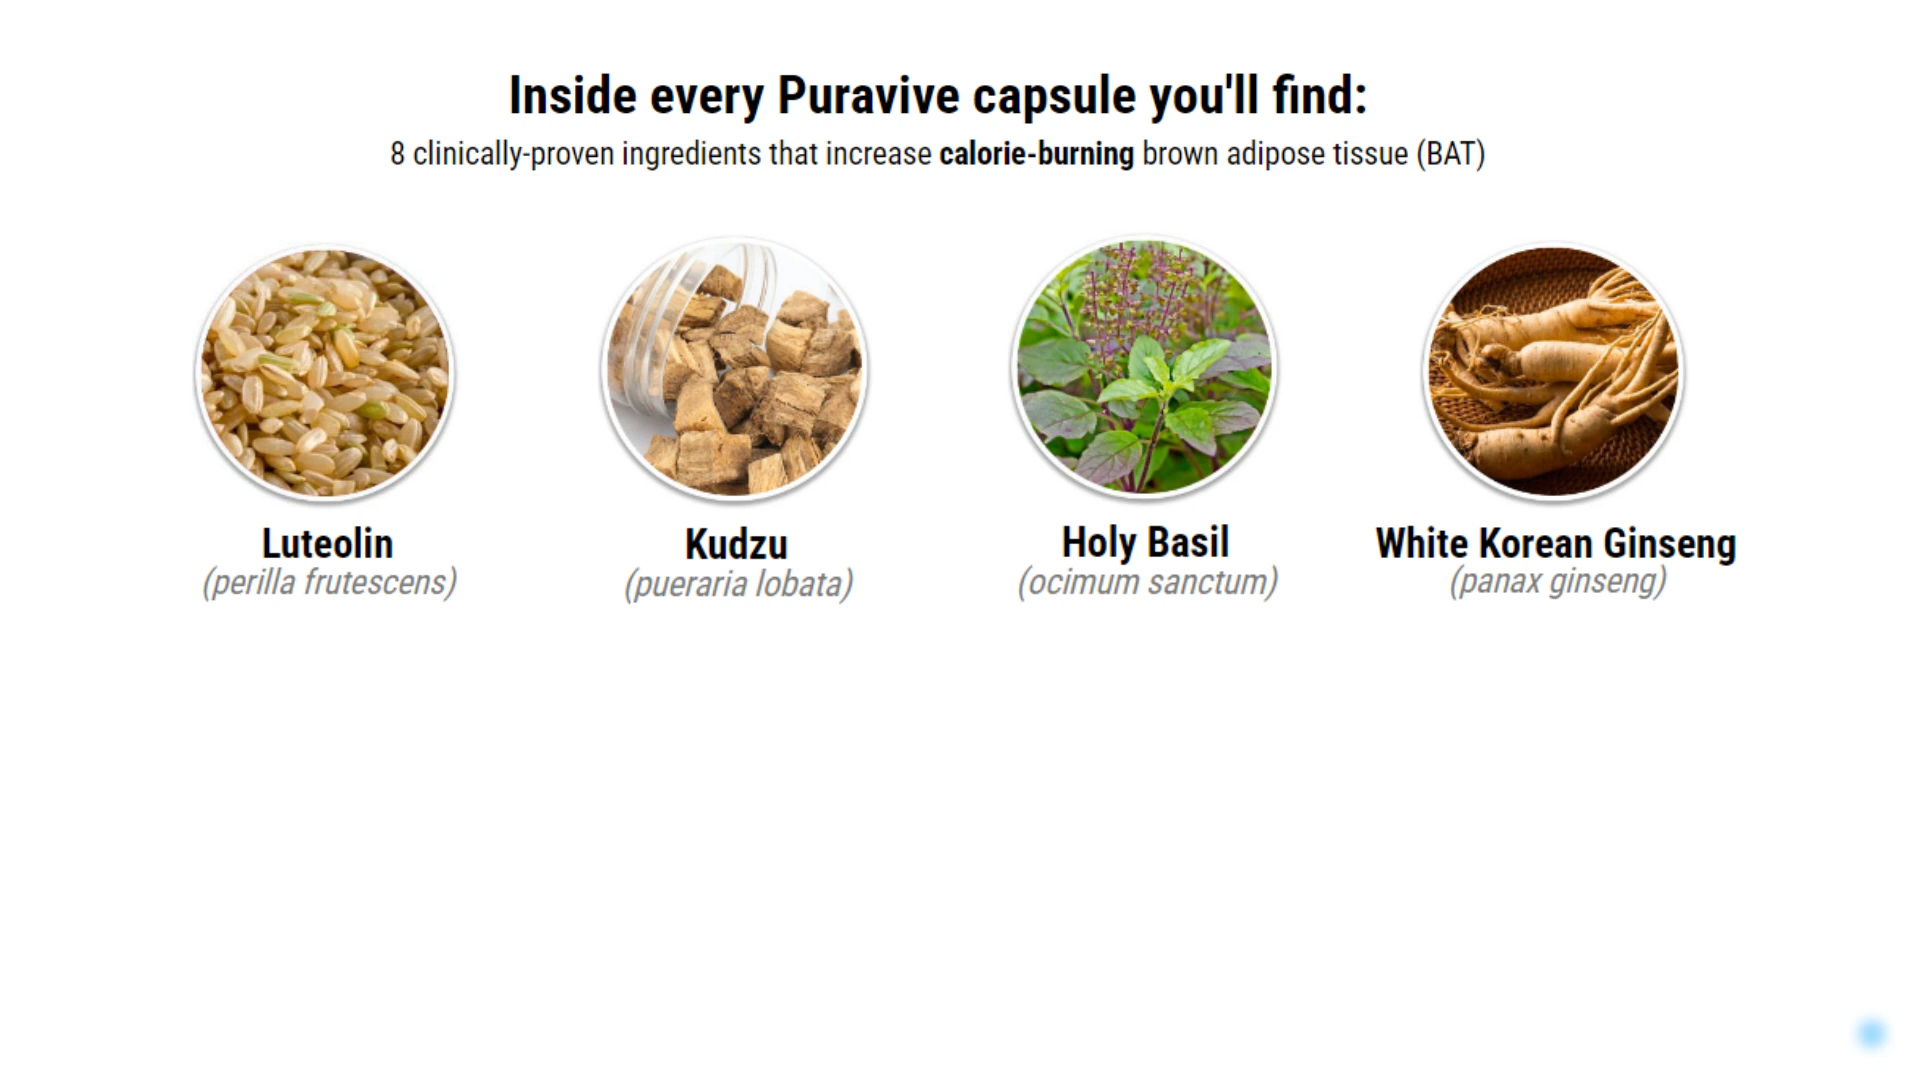 Inside every Puravive capsule you'll find:
8 clinically-proven ingredients that increase calorie-burning brown adipose tissue (BAT)
Luteolin
(perilla frutescens)
Kudzu
(pueraria lobata)
Holy Basil
(ocimum sanctum)
White Korean Ginseng
(panax ginseng)